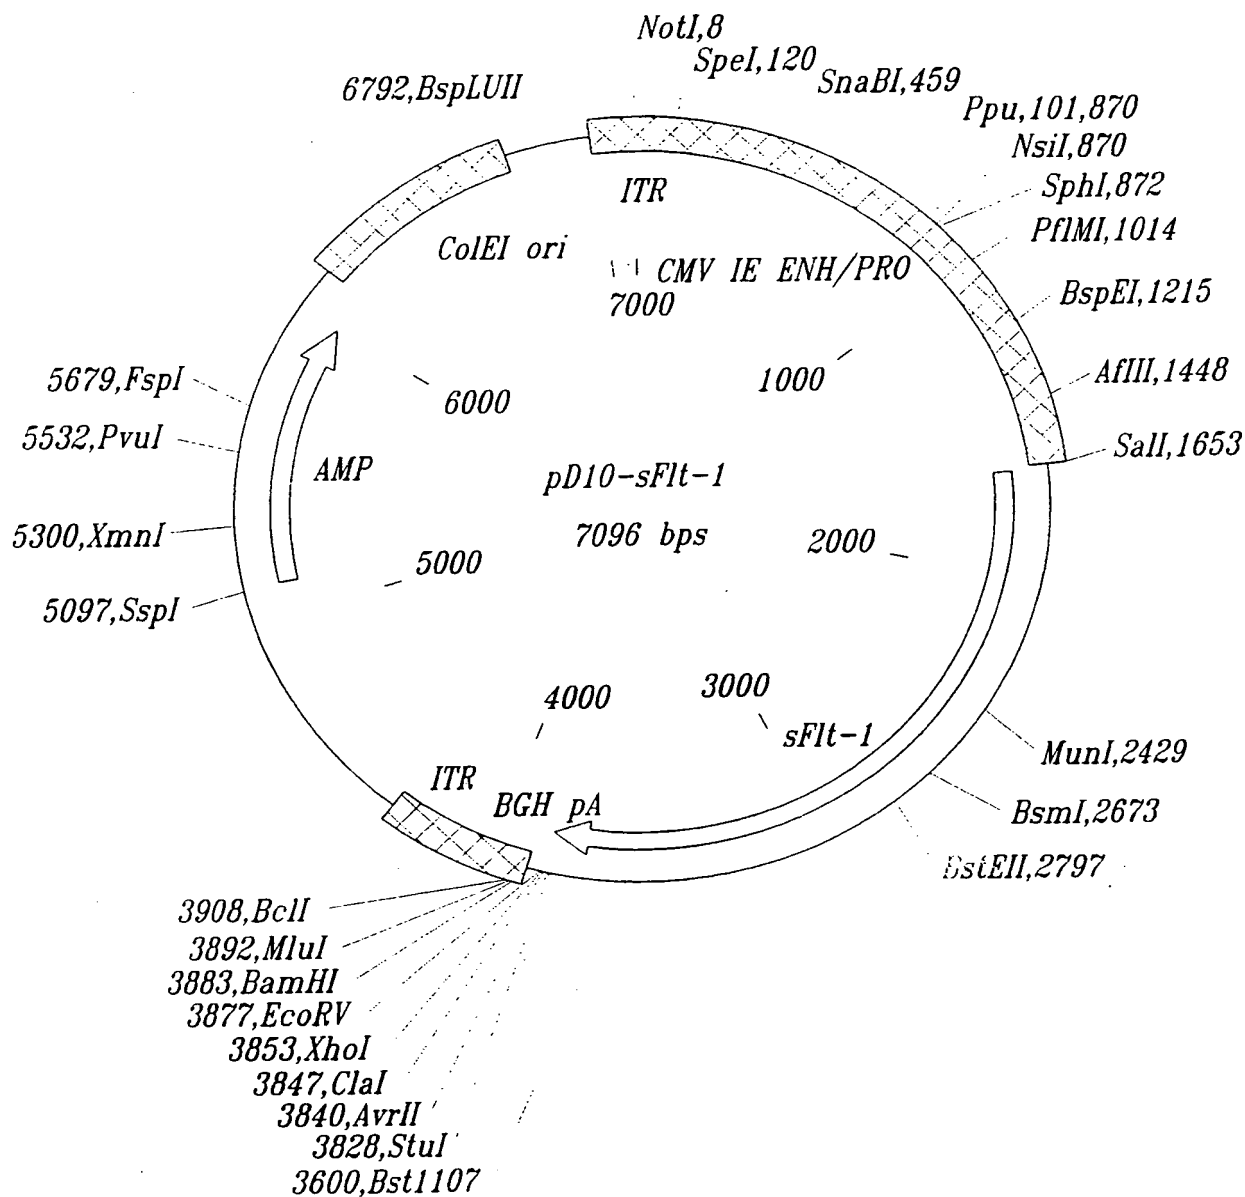 NotI,8
SpeI,120
SnaBI,459
6792,BspLUII
Ppu,101,870
NsiI,870
SphI,872
PflMI,1014
BspEI,1215
AflII,1448
SalI,1653
ITR
ColEI ori
CMV IE ENH/PRO
7000
1000
6000
5679,FspI
5532,PvuI
AMP
pD10-sFlt-1
7096 bps
2000
5300,XmnI
5000
5097,SspI
4000
3000
sFlt-1
MunI,2429
BsmI,2673
BstEII,2797
ITR
BGH pA
3908,BclI
3892,MluI
3883,BamHI
3877,EcoRV
3853,XhoI
3847,ClaI
3840,AvrII
3828,StuI
3600,Bst1107